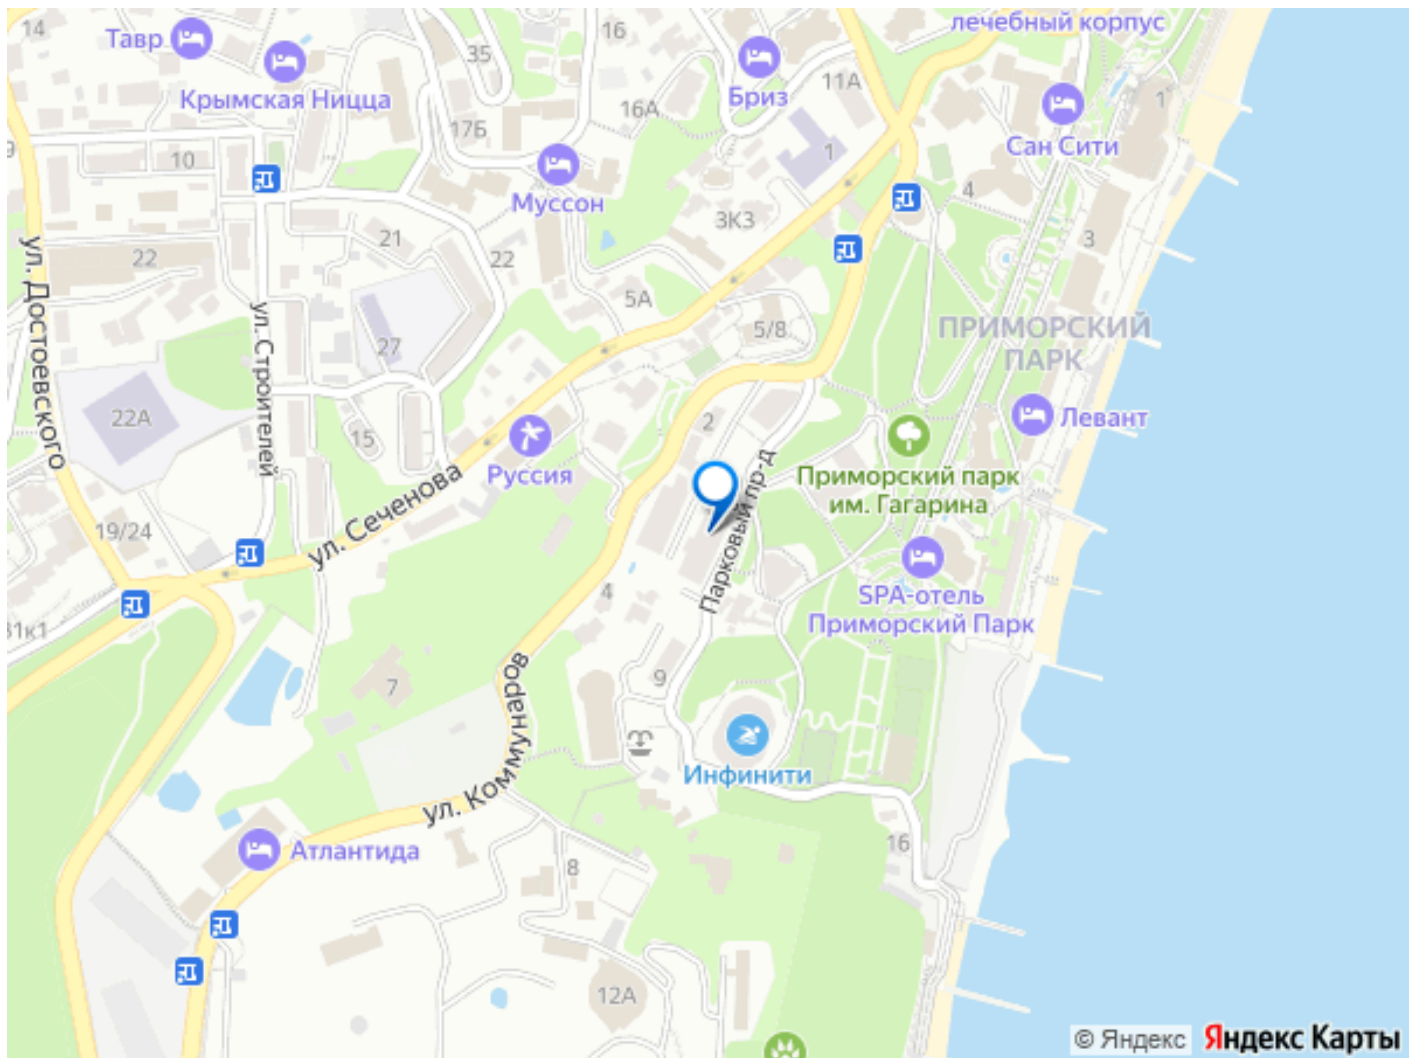 14
Тавр
16
лечебный корпус
35
Крымская Ницца
Бриз
11А
1
16А
17Б
10
Муссон
1
Сан Сити
4
3К3
21
22
22
3
ул. Достоевского
ул. Строителей
5А
5/8
ПРИМОРСКИЙ
ПАРК
27
22А
15
2
Левант
Руссия
Приморский парк
им. Гагарина
ул. Сеченова
Парковый пр-д
19/24
SPA-отель
Приморский Парк
4
31к1
7
9
ул. Коммунаров
Инфинити
Атлантида
16
8
12А
© Яндекс
Яндекс Карты